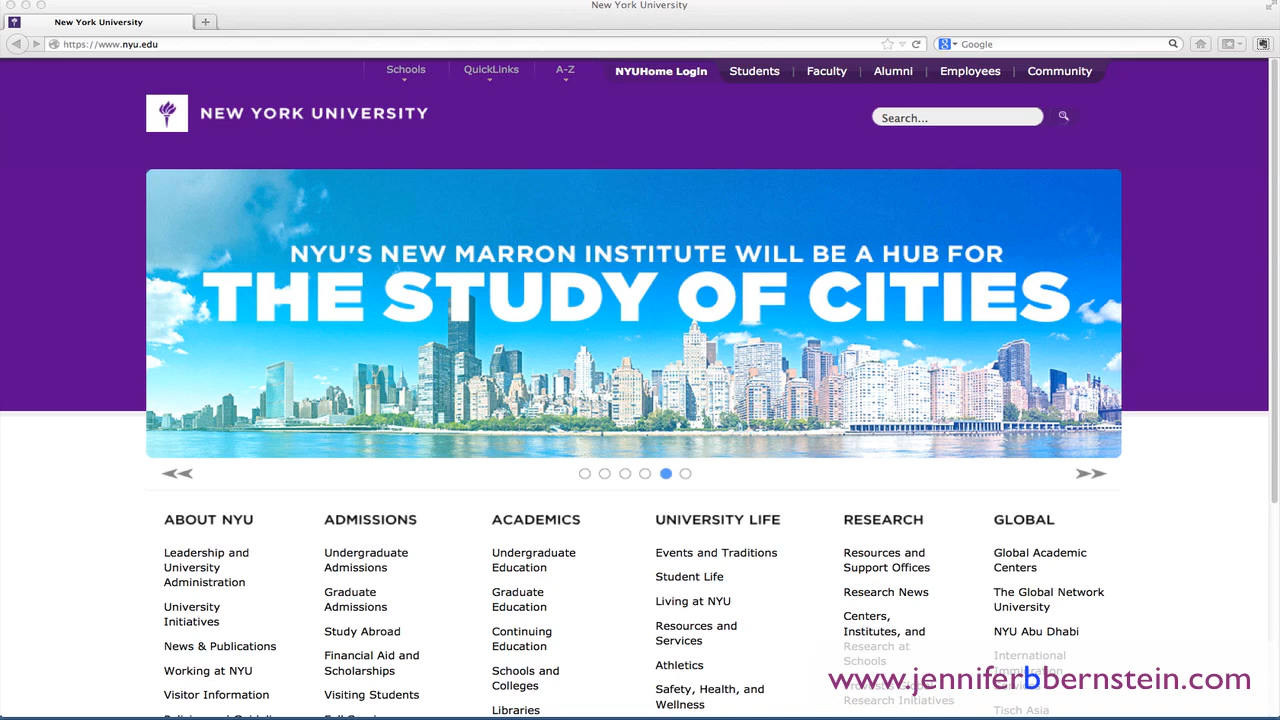 New York University
New York University
https://www.nyu.edu
Google
Schools
QuickLinks
A-Z
NYUHome Login
Students
Faculty
Alumni
Employees
Community
NEW YORK UNIVERSITY
Search...
NYU'S NEW MARRON INSTITUTE WILL BE A HUB FOR
THE STUDY OF CITIES
ABOUT NYU
Leadership and
University
Administration
University
Initiatives
News & Publications
Working at NYU
Visitor Information
ADMISSIONS
Undergraduate
Admissions
Graduate
Admissions
Study Abroad
Financial Aid and
Scholarships
Visiting Students
ACADEMICS
Undergraduate
Education
Graduate
Education
Continuing
Education
Schools and
Colleges
Libraries
UNIVERSITY LIFE
Events and Traditions
Student Life
Living at NYU
Resources and
Services
Athletics
Safety, Health, and
Wellness
RESEARCH
Resources and
Support Offices
Research News
Centers,
Institutes, and
Research at
Schools
Research Initiatives
GLOBAL
Global Academic
Centers
The Global Network
University
NYU Abu Dhabi
International
Tisch Asia
www.jenniferbbernstein.com